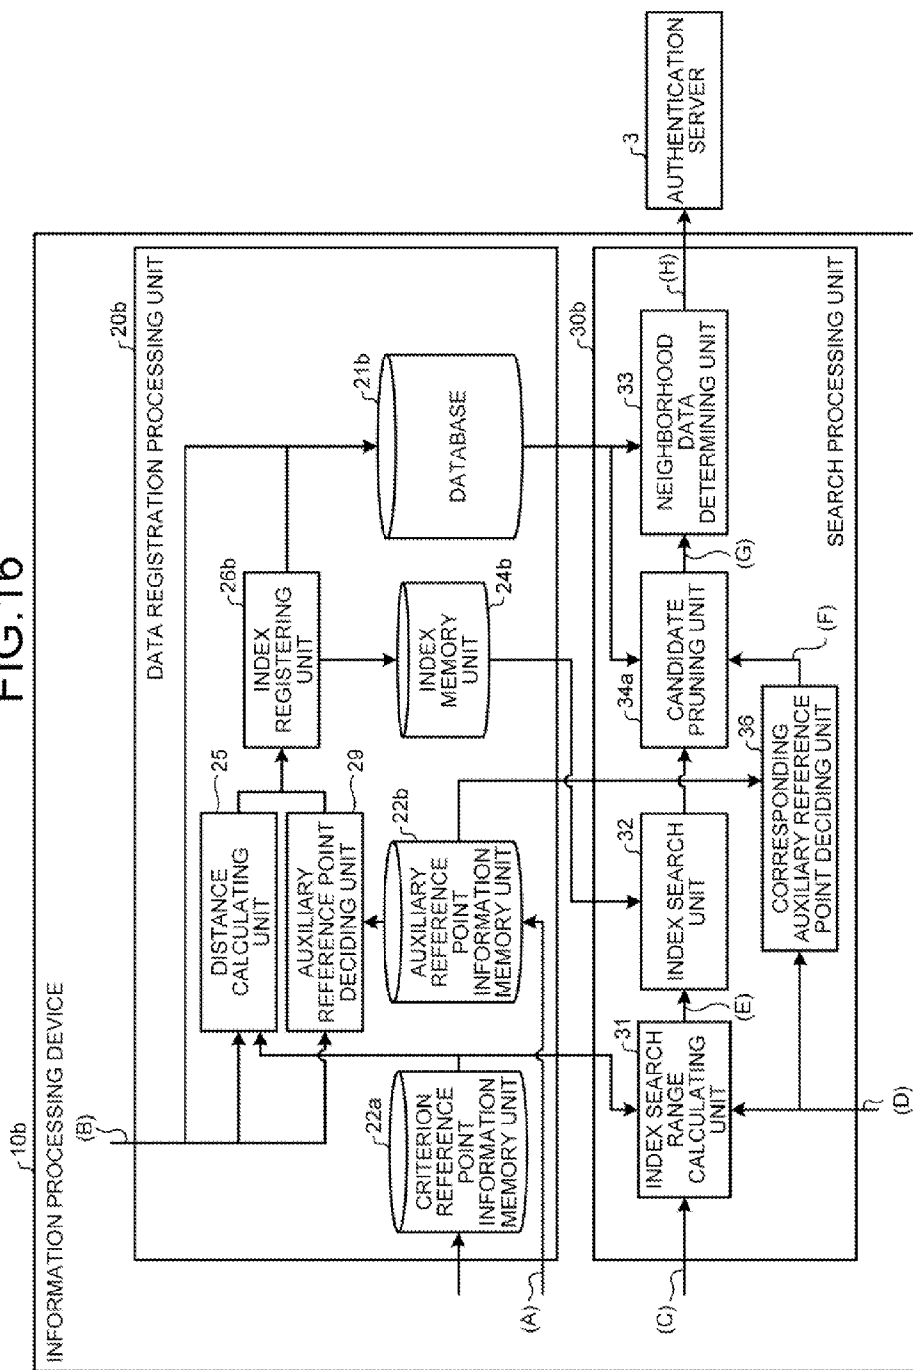 FIG.16
10b
INFORMATION PROCESSING DEVICE
(B)
20b
DATA REGISTRATION PROCESSING UNIT
25
DISTANCE
CALCULATING
UNIT
29
AUXILIARY
REFERENCE POINT
DECIDING UNIT
26b
INDEX
REGISTERING
UNIT
22a
CRITERION
REFERENCE
POINT
INFORMATION
MEMORY UNIT
22b
AUXILIARY
REFERENCE
POINT
INFORMATION
MEMORY UNIT
24b
INDEX
MEMORY
UNIT
21b
DATABASE
(A)
30b
31
INDEX SEARCH
RANGE
CALCULATING
UNIT
(E)
32
INDEX SEARCH
UNIT
34a
CANDIDATE
PRUNING UNIT
(G)
33
NEIGHBORHOOD
DATA
DETERMINING UNIT
(H)
3
AUTHENTICATION
SERVER
(C)
(D)
36
CORRESPONDING
AUXILIARY REFERENCE
POINT DECIDING UNIT
(F)
SEARCH PROCESSING UNIT